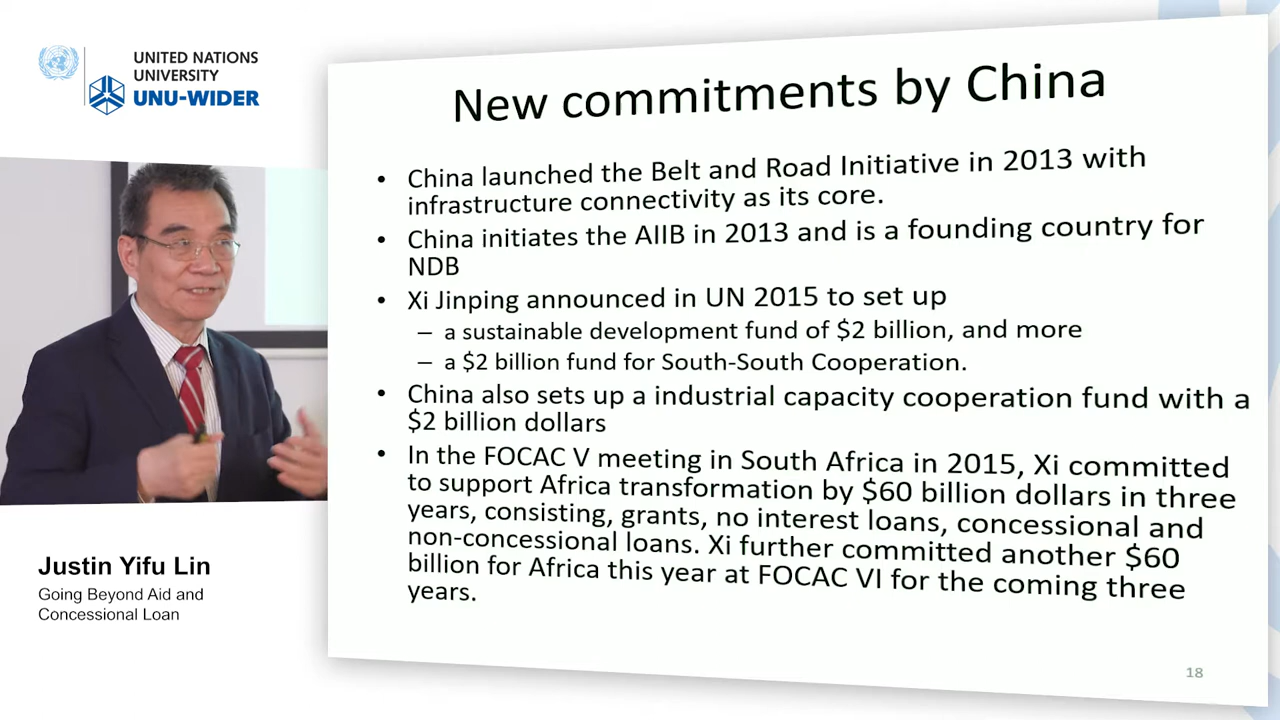 UNITED NATIONS
UNIVERSITY
UNU-WIDER
New commitments by China
• China launched the Belt and Road Initiative in 2013 with
infrastructure connectivity as its core.
• China initiates the AIIB in 2013 and is a founding country for
NDB
• Xi Jinping announced in UN 2015 to set up
– a sustainable development fund of $2 billion, and more
– a $2 billion fund for South-South Cooperation.
• China also sets up a industrial capacity cooperation fund with a
$2 billion dollars
• In the FOCAC V meeting in South Africa in 2015, Xi committed
to support Africa transformation by $60 billion dollars in three
years, consisting, grants, no interest loans, concessional and
non-concessional loans. Xi further committed another $60
billion for Africa this year at FOCAC VI for the coming three
years.
18
Justin Yifu Lin
Going Beyond Aid and
Concessional Loan